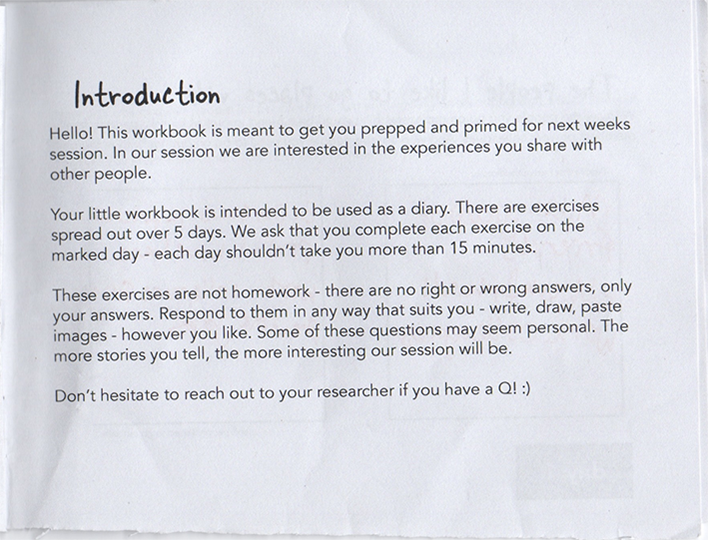 Introduction
Hello! This workbook is meant to get you prepped and primed for next weeks
session. In our session we are interested in the experiences you share with
other people.
Your little workbook is intended to be used as a diary. There are exercises
spread out over 5 days. We ask that you complete each exercise on the
marked day - each day shouldn't take you more than 15 minutes.
These exercises are not homework - there are no right or wrong answers, only
your answers. Respond to them in any way that suits you - write, draw, paste
images - however you like. Some of these questions may seem personal. The
more stories you tell, the more interesting our session will be.
Don't hesitate to reach out to your researcher if you have a Q! :)